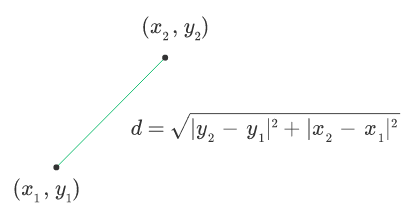 (x₂, y₂)
d = √|y₂ − y₁|² + |x₂ − x₁|²
(x₁, y₁)